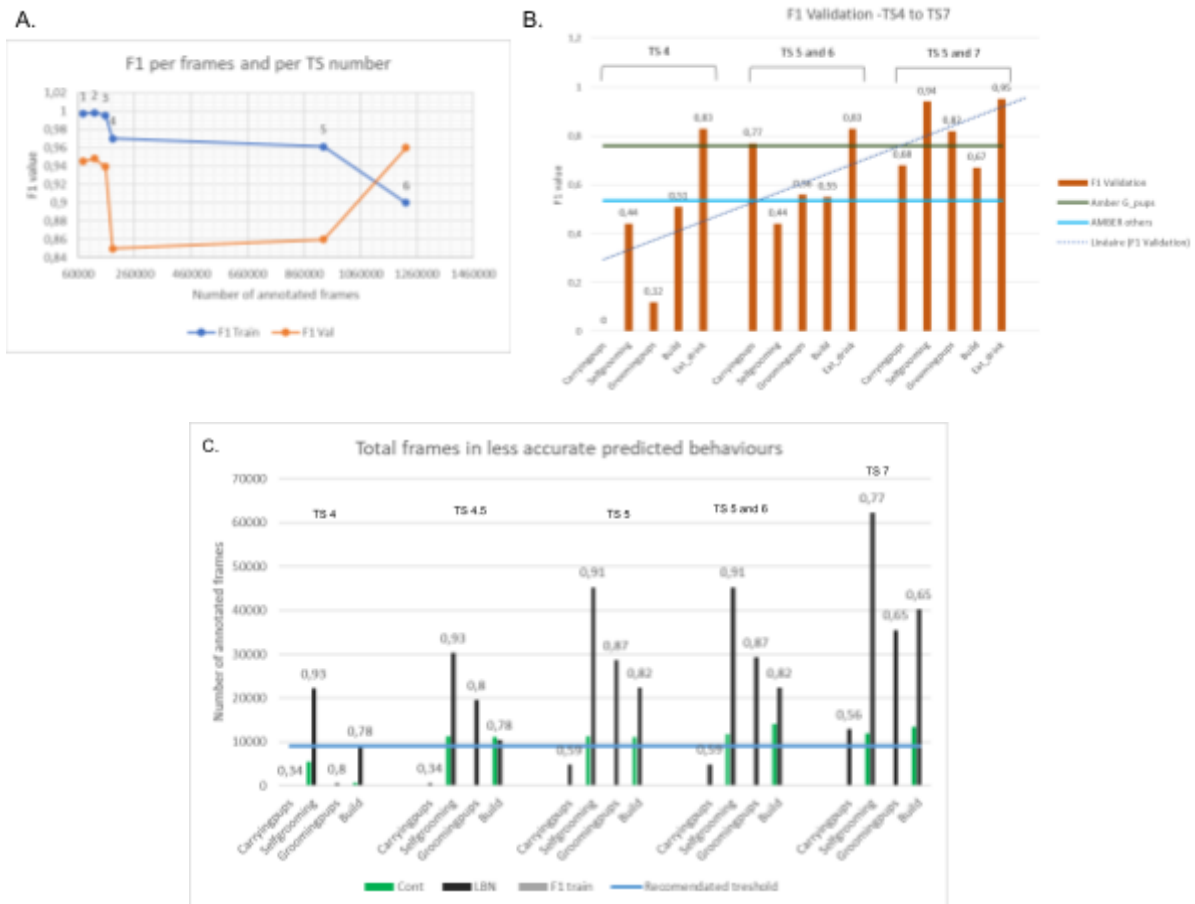 A.
F1 per frames and per TS number
1,02
1
0,98
0,96
0,94
0,92
0,9
0,88
0,86
0,84
F1 value
1 2 3
4
5
6
60000 260000 460000 660000 860000 1060000 1260000 1460000
Number of annotated frames
F1 Train F1 Val
B.
F1 Validation -TS4 to TS7
1,2
1
0,8
0,6
0,4
0,2
0
F1 value
TS 4 TS 5 and 6 TS 5 and 7
0 0,44 0,12 0,51 0,83 0,77 0,44 0,56 0,55 0,83 0,68 0,94 0,82 0,67 0,95
Carryingpups Selfgrooming Groomingpups Build Eat_drink Carryingpups Selfgrooming Groomingpups Build Eat_drink Carryingpups Selfgrooming Groomingpups Build Eat_drink
F1 Validation
Amber G_pups
AMBER others
Linéaire (F1 Validation)
C.
Total frames in less accurate predicted behaviours
70000
60000
50000
40000
30000
20000
10000
0
Number of annotated frames
TS 4 TS 4.5 TS 5 TS 5 and 6 TS 7
0,34 0,93 0,8 0,78 0,34 0,93 0,8 0,78 0,59 0,91 0,87 0,82 0,59 0,91 0,87 0,82 0,56 0,77 0,65 0,65
Carryingpups Selfgrooming Groomingpups Build Carryingpups Selfgrooming Groomingpups Build Carryingpups Selfgrooming Groomingpups Build Carryingpups Selfgrooming Groomingpups Build Carryingpups Selfgrooming Groomingpups Build
Cont LBN F1 train Recomendated treshold